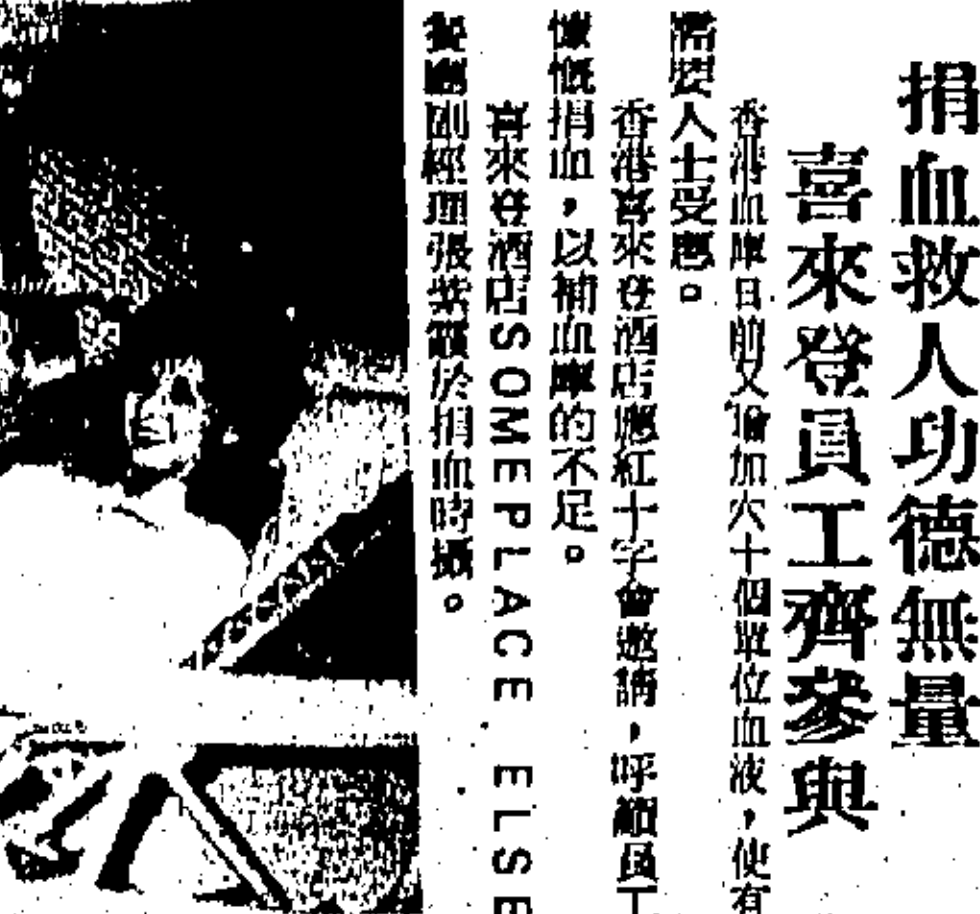 捐血救人功德無量
喜來登員工齊參與
香港血庫日前又增加六十個單位血液，使有
需要人士受惠。
香港喜來登酒店應紅十字會邀請，呼籲員工
慷慨捐血，以補血庫的不足。
喜來登酒店SOMEPLACE ELSE
餐廳副經理張紫霞於捐血時攝。